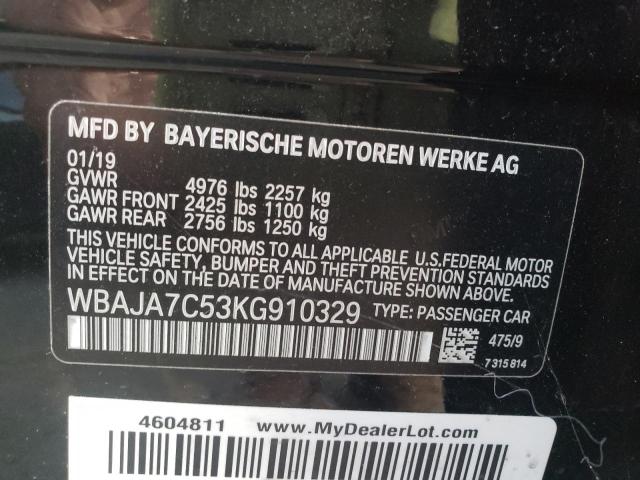 MFD BY BAYERISCHE MOTOREN WERKE AG
01/19
GVWR 4976 lbs 2257 kg
GAWR FRONT 2425 lbs 1100 kg
GAWR REAR 2756 lbs 1250 kg
THIS VEHICLE CONFORMS TO ALL APPLICABLE U.S.FEDERAL MOTOR
VEHICLE SAFETY, BUMPER AND THEFT PREVENTION STANDARDS
IN EFFECT ON THE DATE OF MANUFACTURE SHOWN ABOVE.
WBAJA7C53KG910329 TYPE: PASSENGER CAR
475/9
7 315 814
4604811 www.MyDealerLot.com